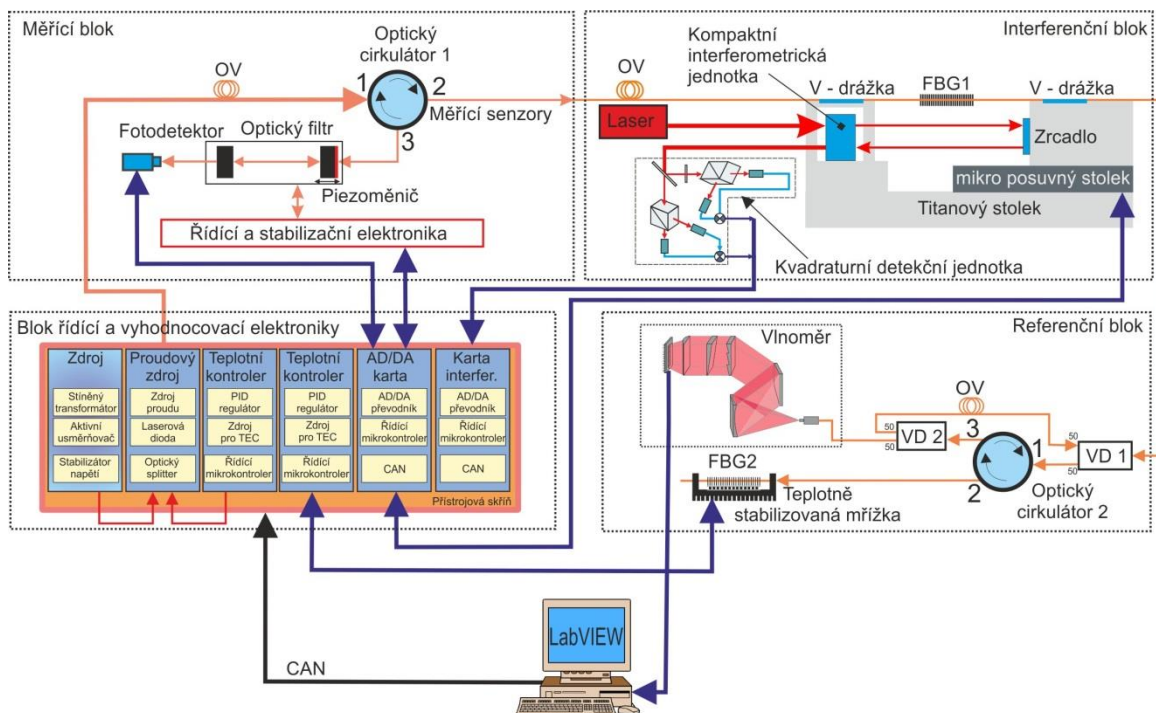 Měřící blok
Optický
cirkulátor 1
OV
1
2
3
Měřící senzory
Fotodetektor
Optický filtr
Piezoměnič
Řídící a stabilizační elektronika
Interferenční blok
Kompaktní
interferometrická
jednotka
OV
V - drážka
FBG1
V - drážka
Laser
Zrcadlo
mikro posuvný stolek
Titanový stolek
Kvadraturní detekční jednotka
Blok řídící a vyhodnocovací elektroniky
Zdroj
Stíněný
transformátor
Aktivní
usměrňovač
Stabilizátor
napětí
Proudový
zdroj
Zdroj
proudu
Laserová
dioda
Optický
splitter
Teplotní
kontroler
PID
regulátor
Zdroj
pro TEC
Řídící
mikrokontroler
Teplotní
kontroler
PID
regulátor
Zdroj
pro TEC
Řídící
mikrokontroler
AD/DA
karta
AD/DA
převodník
Řídící
mikrokontroler
CAN
Karta
interfer.
AD/DA
převodník
Řídící
mikrokontroler
CAN
Přístrojová skříň
Referenční blok
Vlnoměr
OV
50
VD 2
50
3
1
2
50
VD 1
50
FBG2
Teplotně
stabilizovaná mřížka
Optický
cirkulátor 2
LabVIEW
CAN